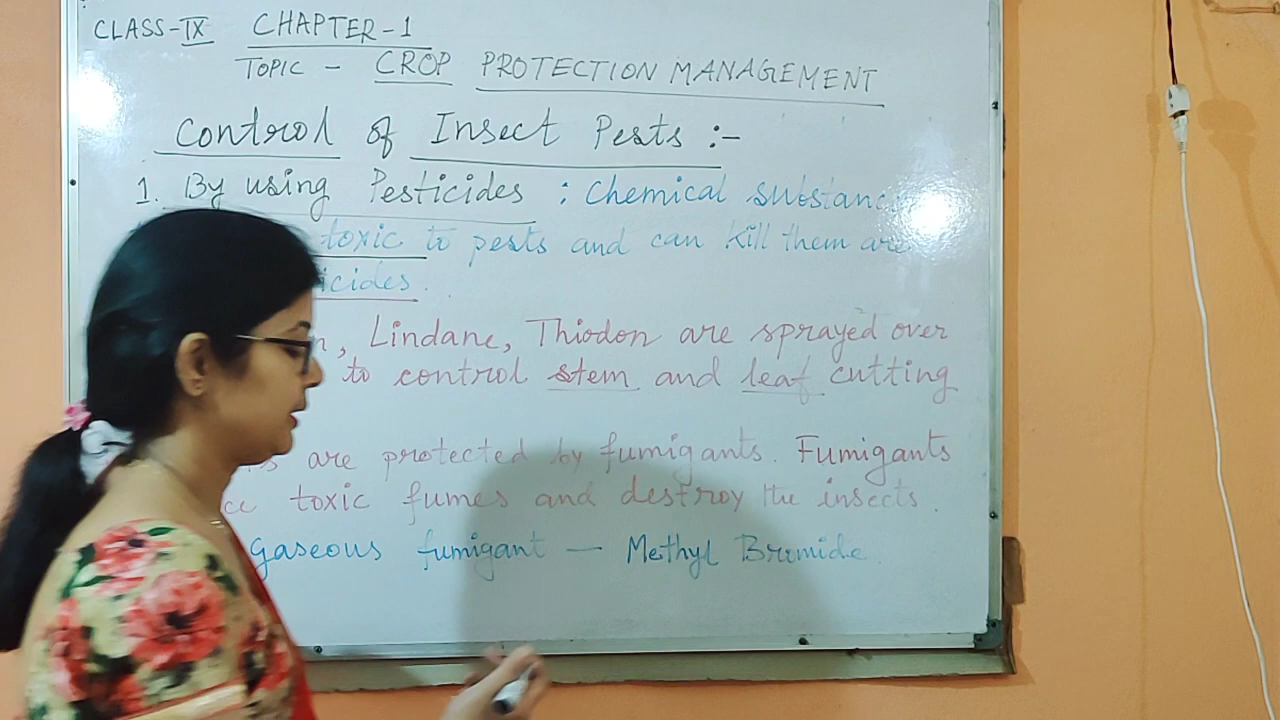 CLASS-IX CHAPTER-1
TOPIC - CROP PROTECTION MANAGEMENT
Control of Insect Pests :-
1. By using Pesticides : Chemical
toxic to pests and can kill them are
Lindane, Thiodon are sprayed over
to control stem and leaf cutting
are protected by fumigants. Fumigants
toxic fumes and destroy the insects.
gaseous fumigant — Methyl Bromide